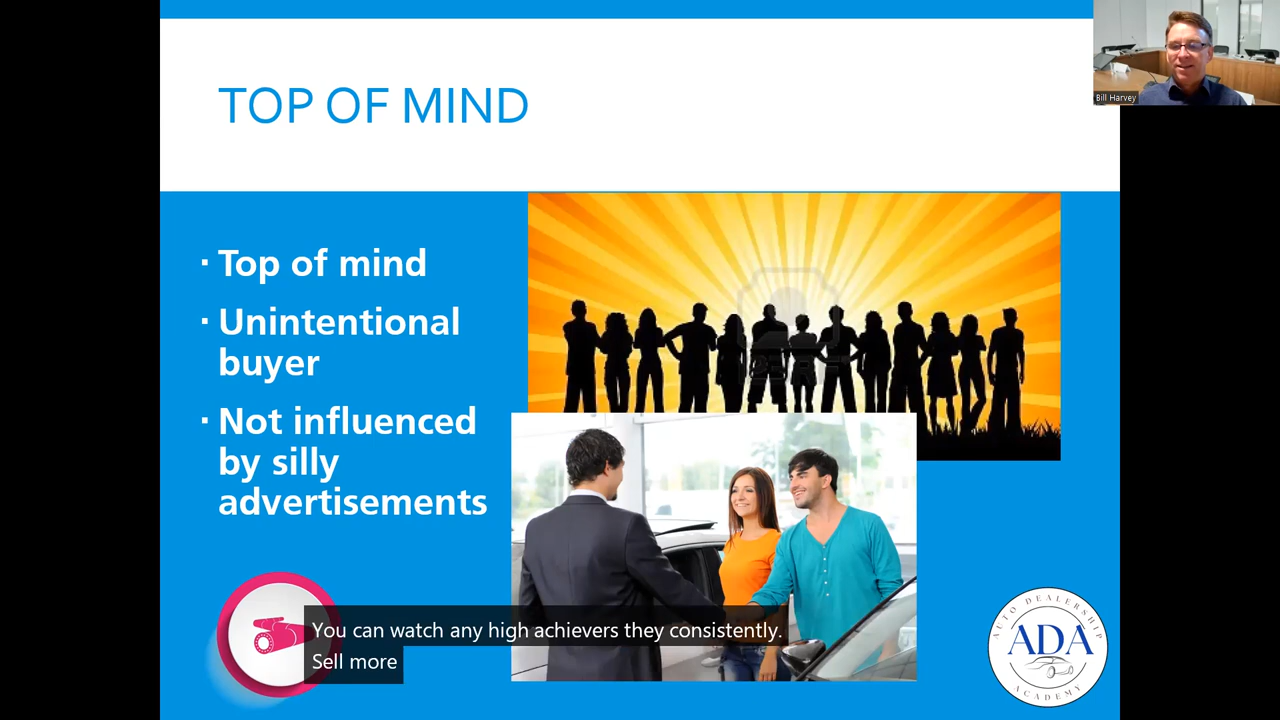 TOP OF MIND
Bill Harvey
▪ Top of mind
▪ Unintentional
buyer
▪ Not influenced
by silly
advertisements
You can watch any high achievers they consistently.
Sell more
AUTO DEALERSHIP
ADA
ACADEMY